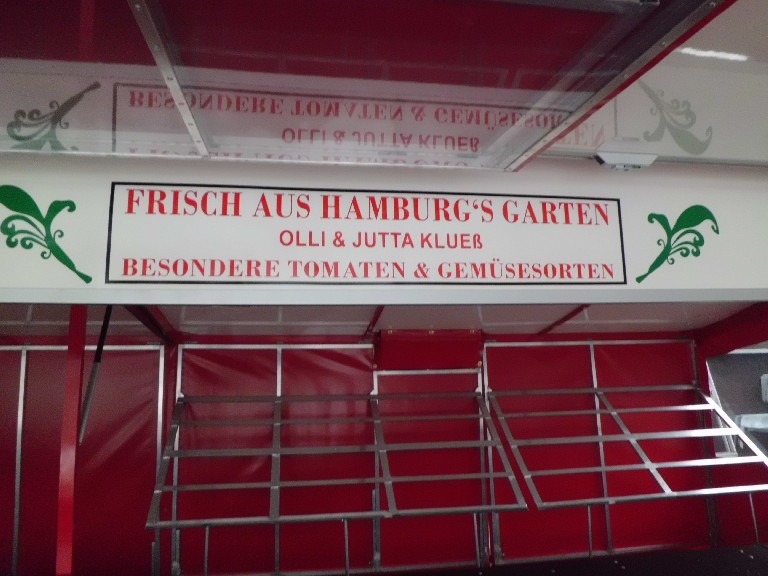 FRISCH AUS HAMBURG‘S GARTEN
OLLI & JUTTA KLUEß
BESONDERE TOMATEN & GEMÜSESORTEN